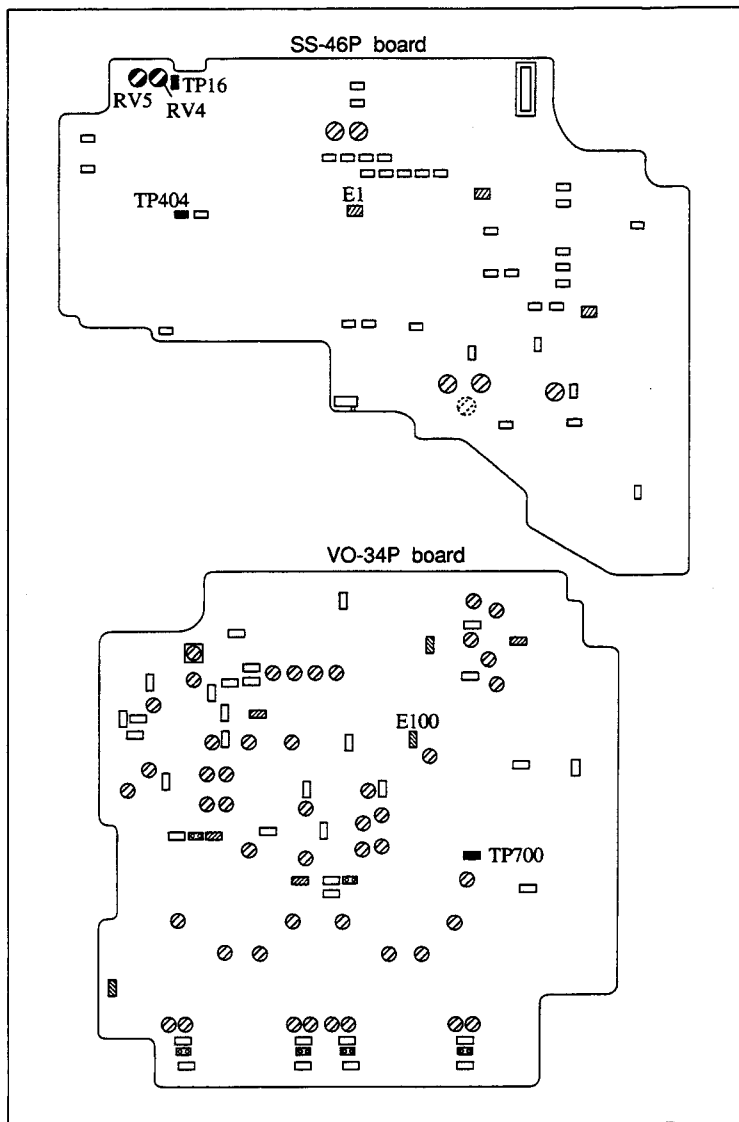 SS-46P board
TP16
RV5
RV4
TP404
E1
VO-34P board
E100
TP700